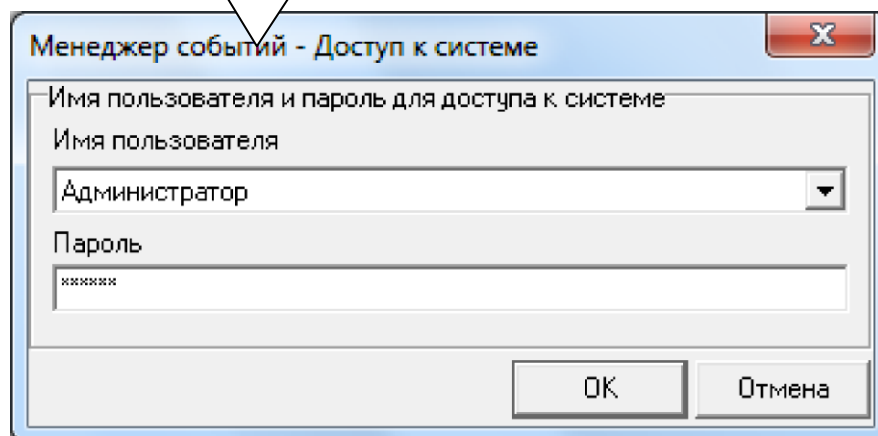 Менеджер событий - Доступ к системе
Имя пользователя и пароль для доступа к системе
Имя пользователя
Администратор
Пароль
******
OK
Отмена